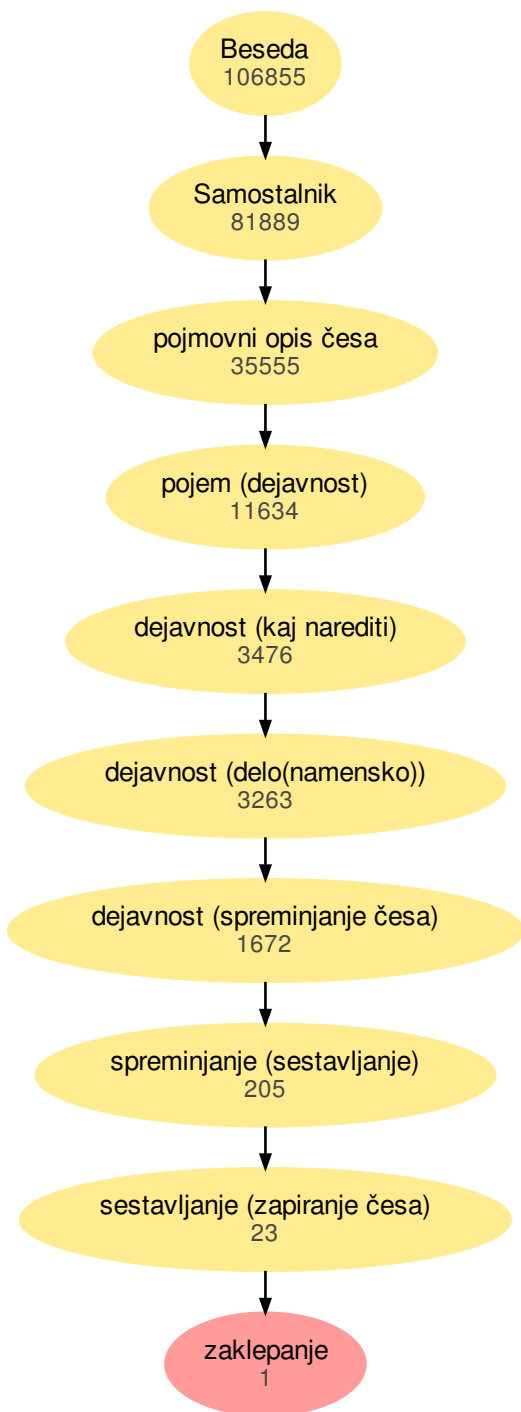 Beseda
106855
Samostalnik
81889
pojmovni opis česa
35555
pojem (dejavnost)
11634
dejavnost (kaj narediti)
3476
dejavnost (delo(namensko))
3263
dejavnost (spreminjanje česa)
1672
spreminjanje (sestavljanje)
205
sestavljanje (zapiranje česa)
23
zaklepanje
1